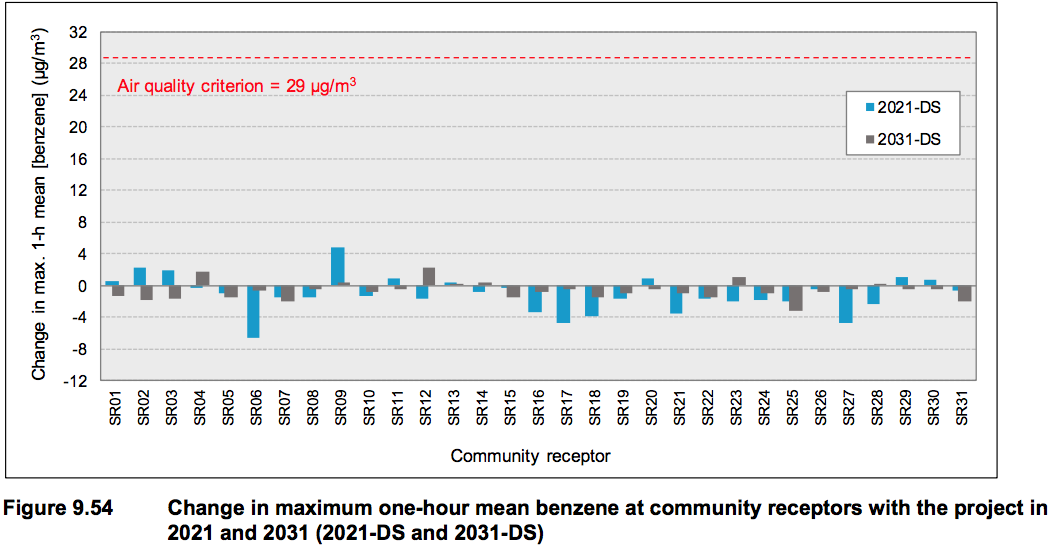 32
28
24
20
16
12
8
4
0
-4
-8
-12
Change in max. 1-h mean [benzene] (µg/m³)
Air quality criterion = 29 µg/m³
2021-DS
2031-DS
SR01 SR02 SR03 SR04 SR05 SR06 SR07 SR08 SR09 SR10 SR11 SR12 SR13 SR14 SR15 SR16 SR17 SR18 SR19 SR20 SR21 SR22 SR23 SR24 SR25 SR26 SR27 SR28 SR29 SR30 SR31
Community receptor
Figure 9.54 Change in maximum one-hour mean benzene at community receptors with the project in
2021 and 2031 (2021-DS and 2031-DS)